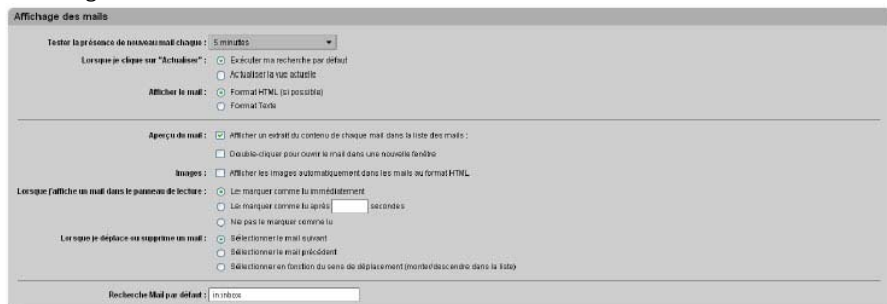 Affichage des mails
Tester la présence de nouveau mail chaque : 5 minutes
Lorsque je clique sur "Actualiser" : Exécuter ma recherche par défaut
Actualiser la vue actuelle
Afficher le mail : Format HTML (si possible)
Format Texte
Aperçu du mail : Afficher un extrait du contenu de chaque mail dans la liste des mails :
Double-cliquer pour ouvrir le mail dans une nouvelle fenêtre
Images : Afficher les images automatiquement dans les mails au format HTML
Lorsque j'affiche un mail dans le panneau de lecture : Le marquer comme lu immédiatement
Le marquer comme lu après secondes
Ne pas le marquer comme lu
Lorsque je déplace ou supprime un mail : Sélectionner le mail suivant
Sélectionner le mail précédent
Sélectionner en fonction du sens de déplacement (monter/descendre dans la liste)
Recherche Mail par défaut : in:inbox